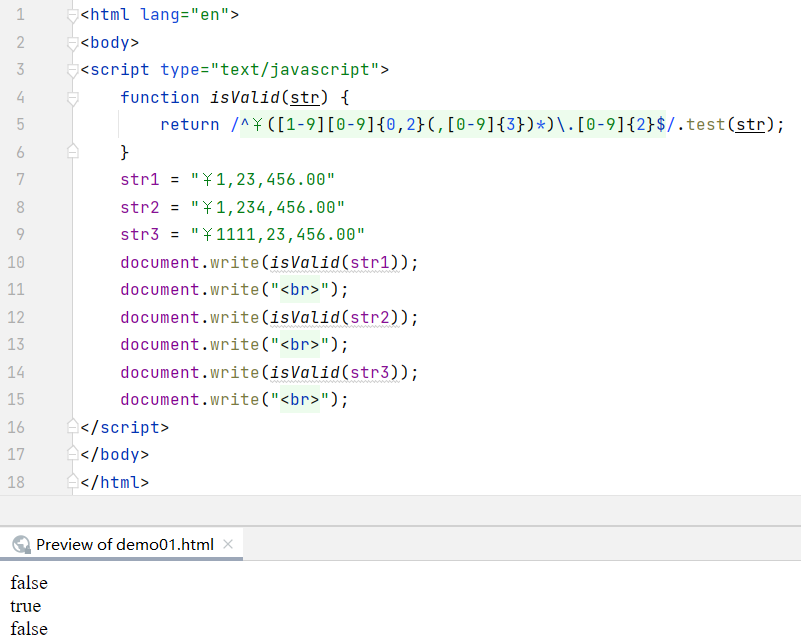 1 <html lang="en">
2 <body>
3 <script type="text/javascript">
4 function isValid(str) {
5 return /^￥([1-9][0-9]{0,2}(,[0-9]{3})*)\.[0-9]{2}$/.test(str);
6 }
7 str1 = "￥1,23,456.00"
8 str2 = "￥1,234,456.00"
9 str3 = "￥1111,23,456.00"
10 document.write(isValid(str1));
11 document.write("<br>");
12 document.write(isValid(str2));
13 document.write("<br>");
14 document.write(isValid(str3));
15 document.write("<br>");
16 </script>
17 </body>
18 </html>
Preview of demo01.html
false
true
false